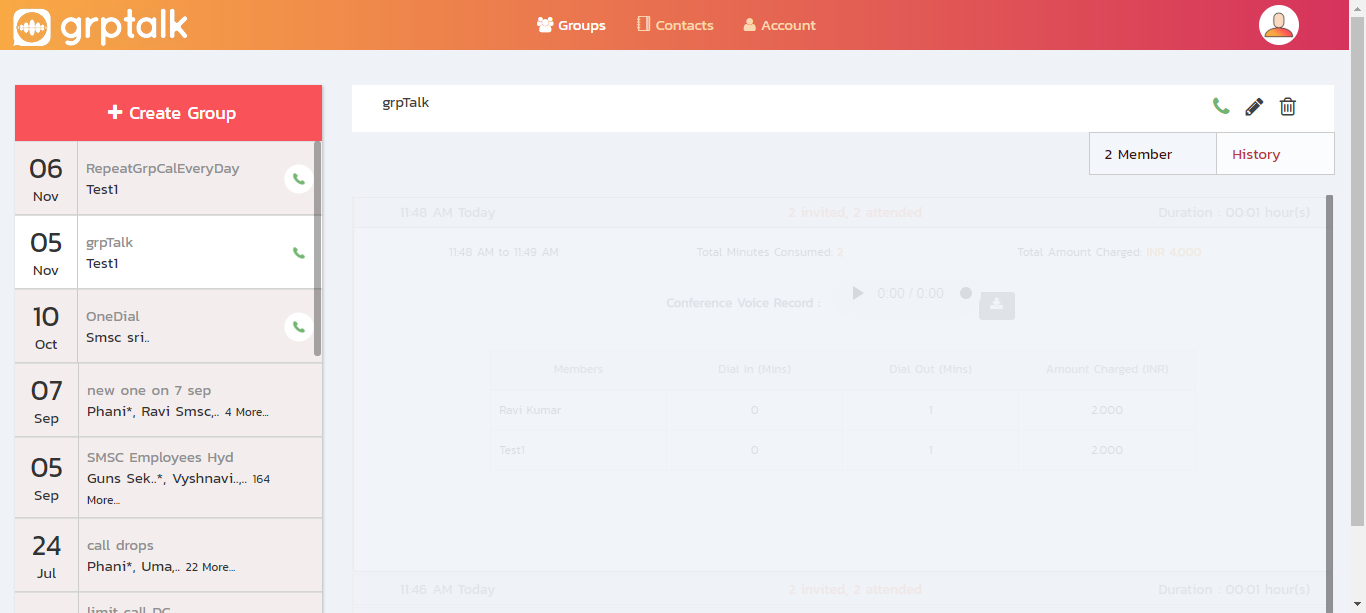 grptalk
Groups
Contacts
Account
Create Group
06
Nov
RepeatGrpCalEveryDay
Test1
05
Nov
grpTalk
Test1
10
Oct
OneDial
Smsc sri..
07
Sep
new one on 7 sep
Phani*, Ravi Smsc,.. 4 More...
05
Sep
SMSC Employees Hyd
Guns Sek..*, Vyshnavi..,.. 164
More...
24
Jul
call drops
Phani*, Uma,.. 22 More...
limit call DC
grpTalk
2 Member
History
11:48 AM Today
2 invited, 2 attended
Duration : 00:01 hour(s)
11:48 AM to 11:49 AM
Total Minutes Consumed: 2
Total Amount Charged: INR 4.000
Conference Voice Record :
0:00 / 0:00
Members
Dial In (Mins)
Dial Out (Mins)
Amount Charged (INR)
Ravi Kumar
0
1
2.000
Test1
0
1
2.000
11:46 AM Today
2 invited, 2 attended
Duration : 00:01 hour(s)